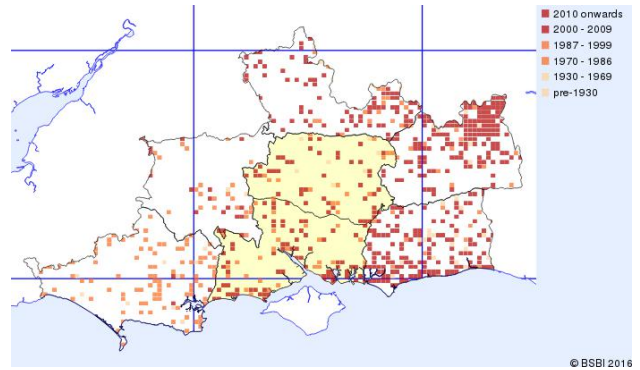 2010 onwards
2000 - 2009
1987 - 1999
1970 - 1986
1930 - 1969
pre-1930
© BSBI 2016